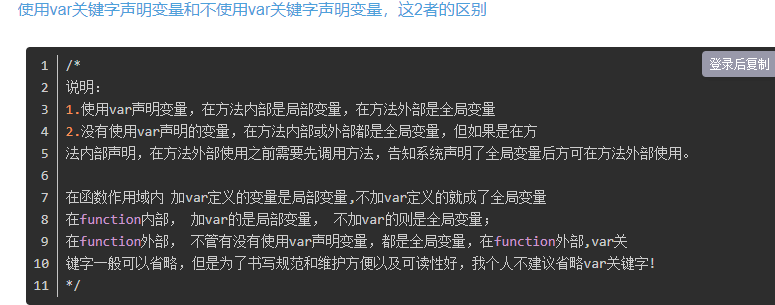 使用var关键字声明变量和不使用var关键字声明变量，这2者的区别
登录后复制
1 /*
2 说明：
3 1.使用var声明变量，在方法内部是局部变量，在方法外部是全局变量
4 2.没有使用var声明的变量，在方法内部或外部都是全局变量，但如果是在方
5 法内部声明，在方法外部使用之前需要先调用方法，告知系统声明了全局变量后方可在方法外部使用。
6
7 在函数作用域内 加var定义的变量是局部变量,不加var定义的就成了全局变量
8 在function内部， 加var的是局部变量， 不加var的则是全局变量；
9 在function外部， 不管有没有使用var声明变量，都是全局变量，在function外部,var关
10 键字一般可以省略，但是为了书写规范和维护方便以及可读性好，我个人不建议省略var关键字！
11 */